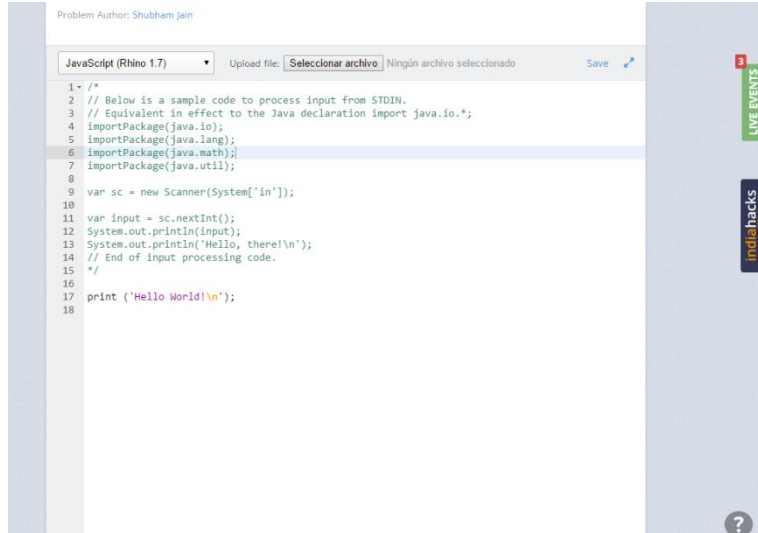 Problem Author: Shubham Jain
JavaScript (Rhino 1.7) Upload file: Seleccionar archivo Ningún archivo seleccionado Save
1 /*
2 // Below is a sample code to process input from STDIN.
3 // Equivalent in effect to the Java declaration import java.io.*;
4 importPackage(java.io);
5 importPackage(java.lang);
6 importPackage(java.math);
7 importPackage(java.util);
8
9 var sc = new Scanner(System['in']);
10
11 var input = sc.nextInt();
12 System.out.println(input);
13 System.out.println('Hello, there!\n');
14 // End of input processing code.
15 */
16
17 print ('Hello World!\n');
18
3
LIVE EVENTS
indiahacks
?